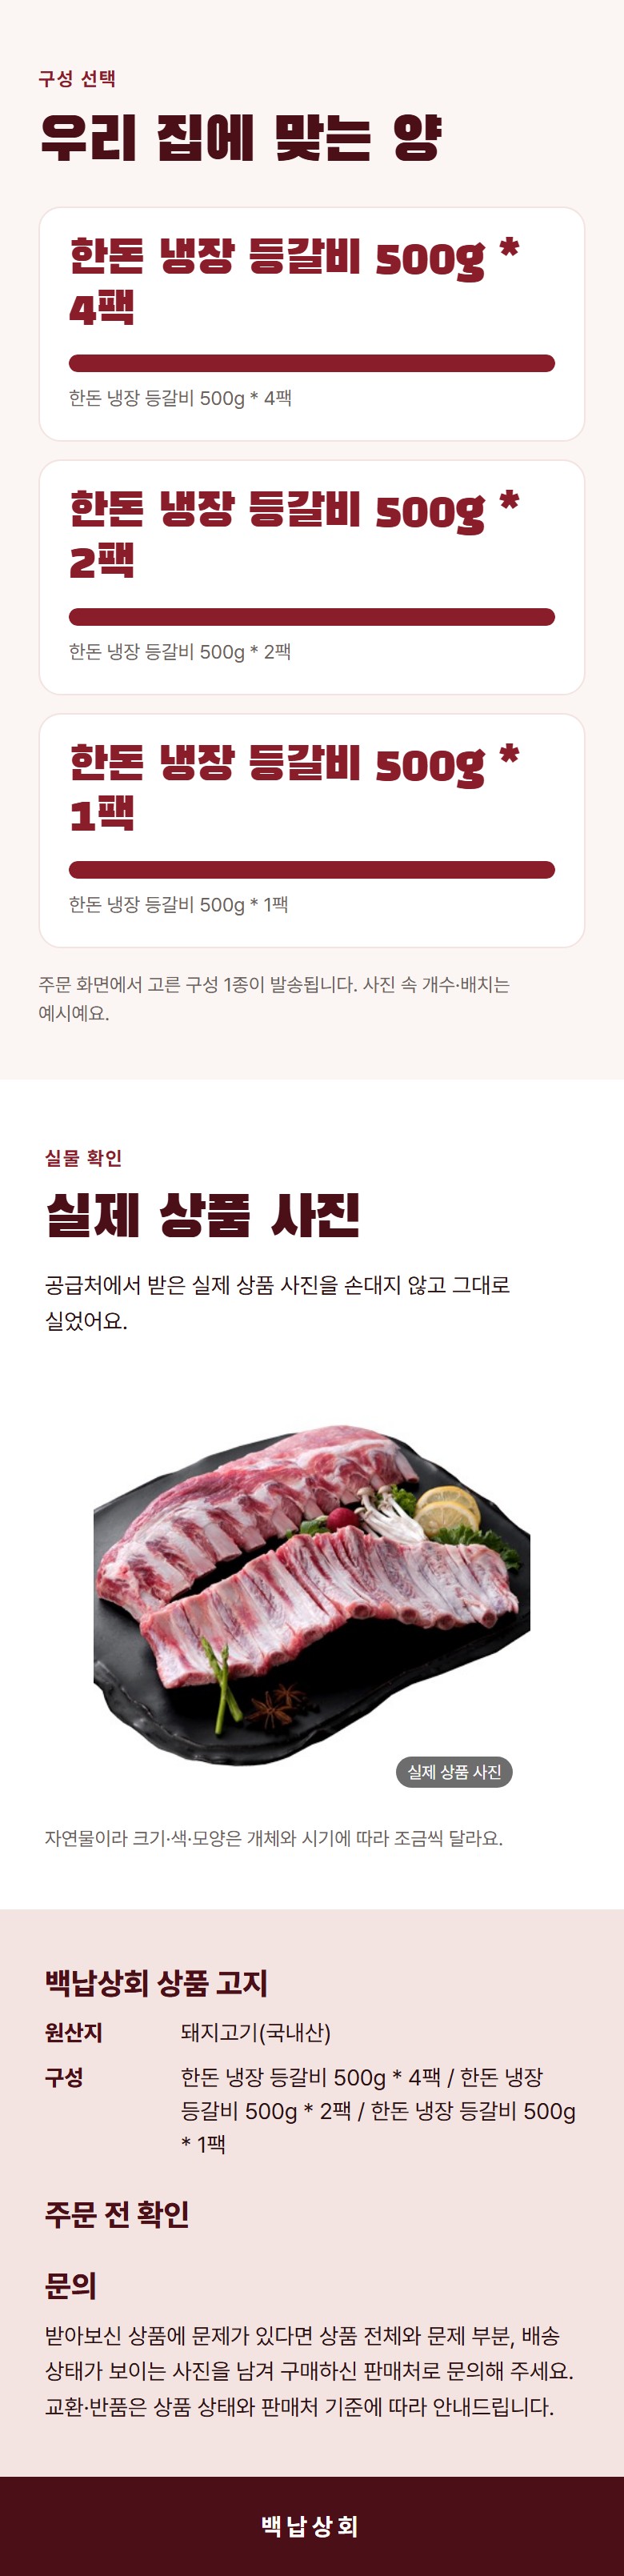 구성 선택
우리 집에 맞는 양
한돈 냉장 등갈비 500g *
4팩
한돈 냉장 등갈비 500g * 4팩
한돈 냉장 등갈비 500g *
2팩
한돈 냉장 등갈비 500g * 2팩
한돈 냉장 등갈비 500g *
1팩
한돈 냉장 등갈비 500g * 1팩
주문 화면에서 고른 구성 1종이 발송됩니다. 사진 속 개수·배치는
예시예요.
실물 확인
실제 상품 사진
공급처에서 받은 실제 상품 사진을 손대지 않고 그대로
실었어요.
실제 상품 사진
자연물이라 크기·색·모양은 개체와 시기에 따라 조금씩 달라요.
백납상회 상품 고지
원산지 돼지고기(국내산)
구성 한돈 냉장 등갈비 500g * 4팩 / 한돈 냉장
등갈비 500g * 2팩 / 한돈 냉장 등갈비 500g
* 1팩
주문 전 확인
문의
받아보신 상품에 문제가 있다면 상품 전체와 문제 부분, 배송
상태가 보이는 사진을 남겨 구매하신 판매처로 문의해 주세요.
교환·반품은 상품 상태와 판매처 기준에 따라 안내드립니다.
백납상회